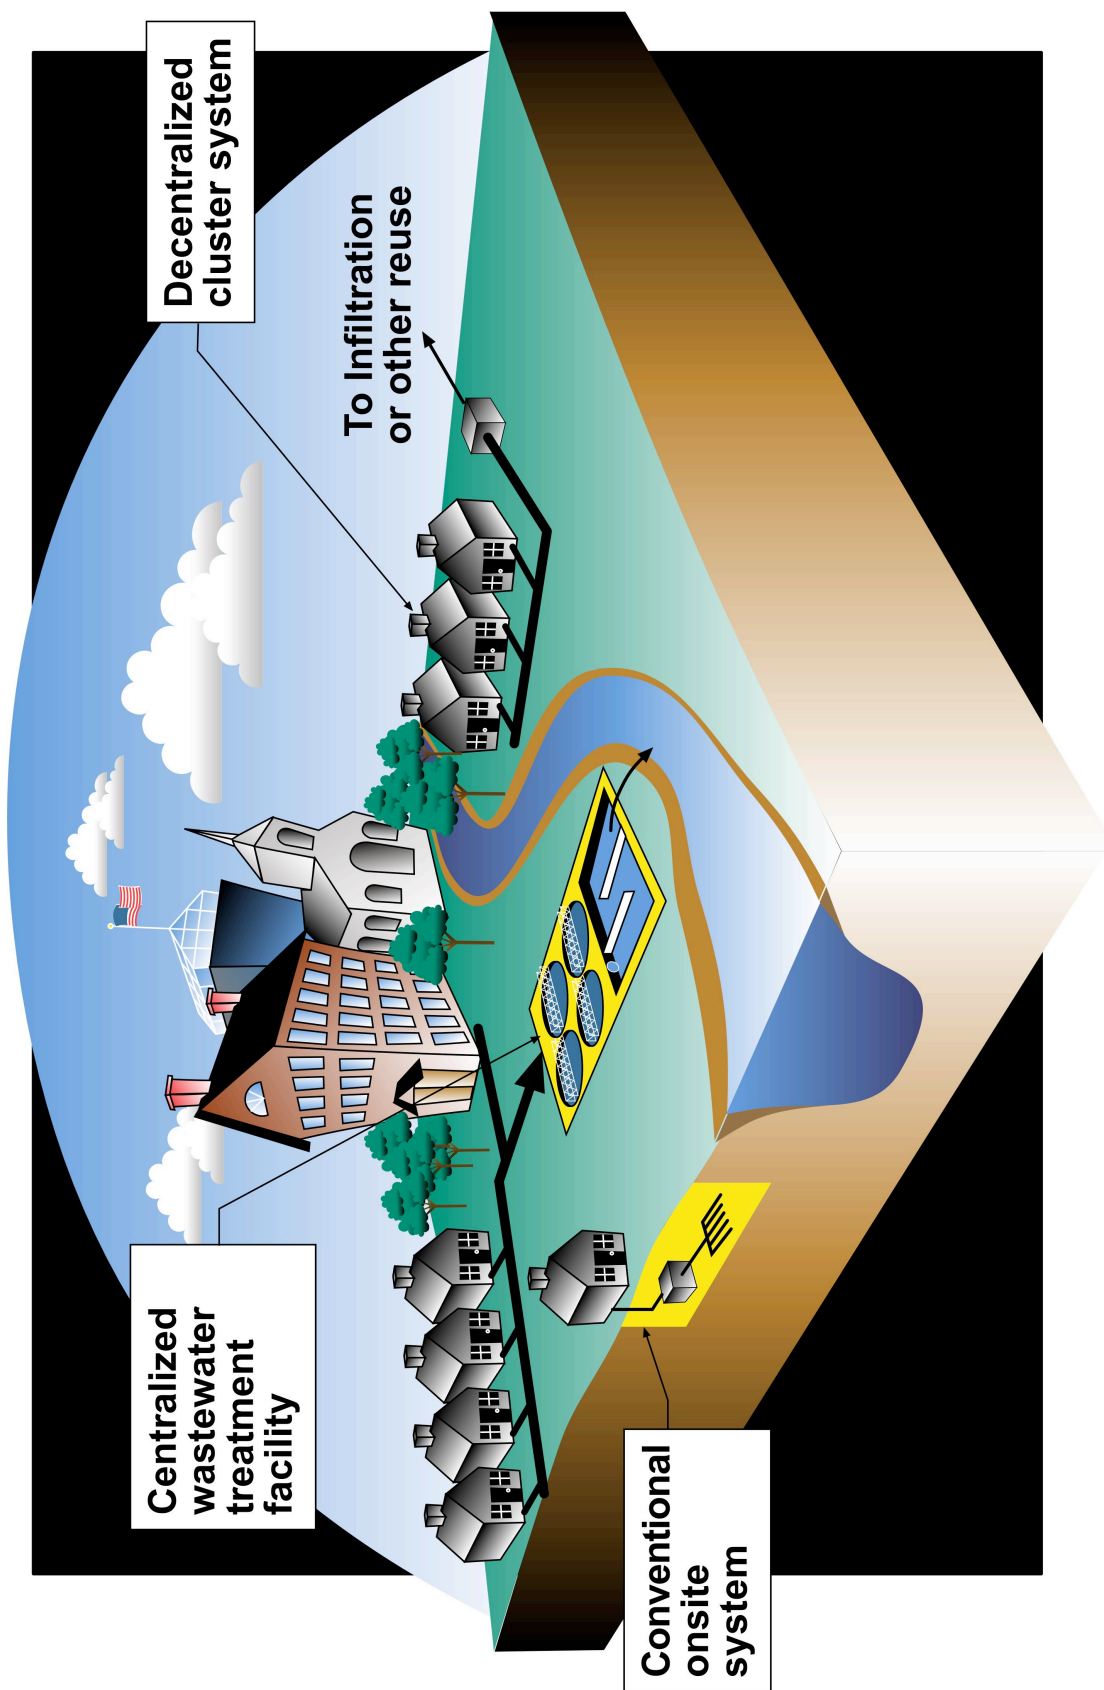 Centralized
wastewater
treatment
facility
Decentralized
cluster system
To Infiltration
or other reuse
Conventional
onsite
system